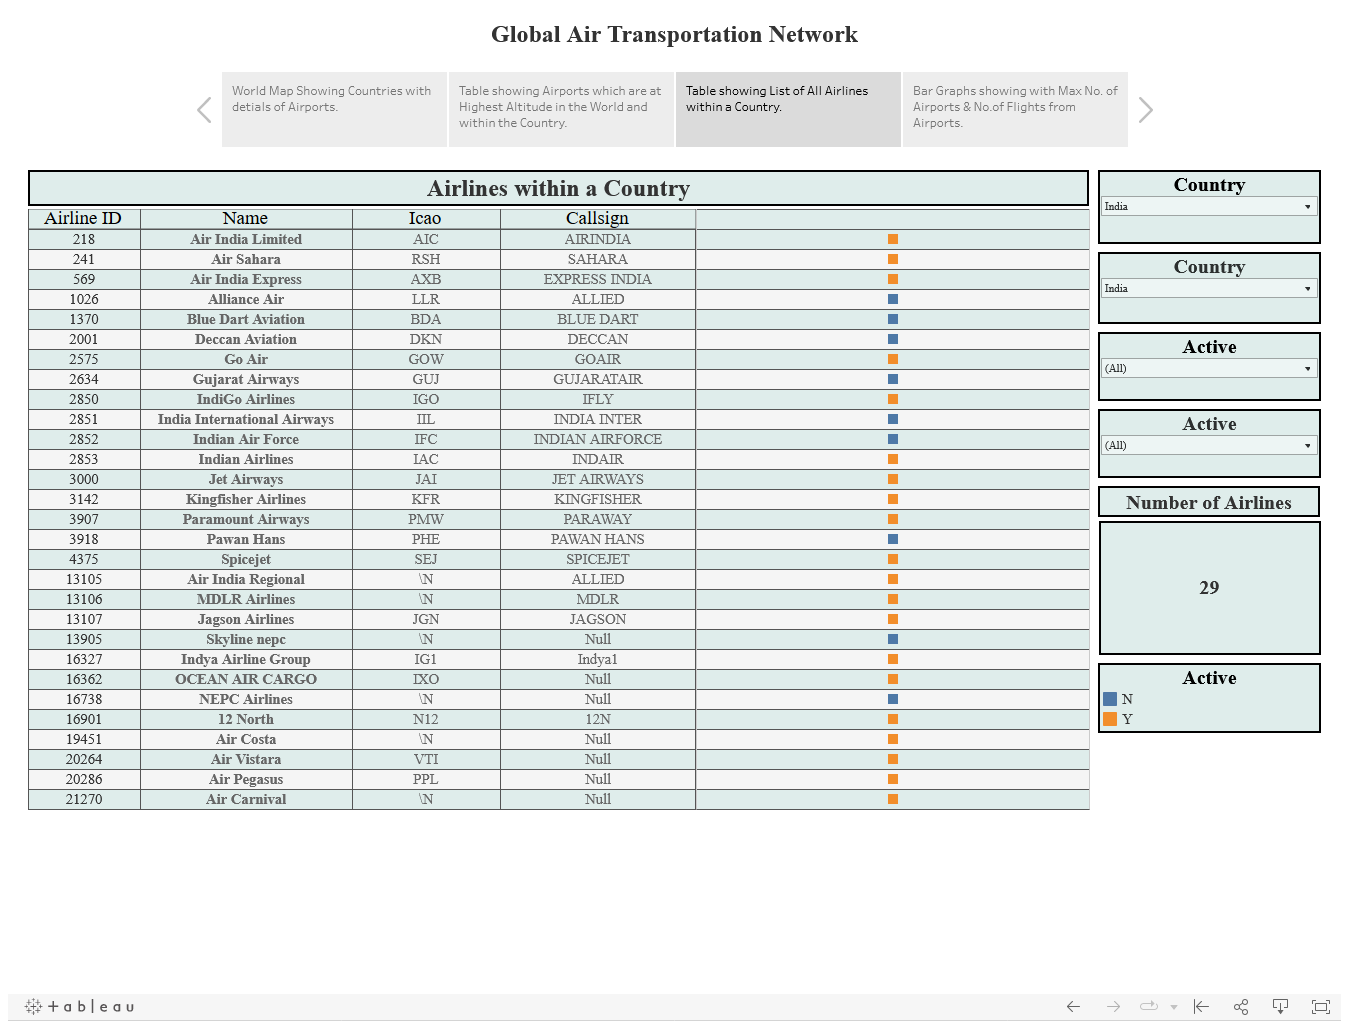 Global Air Transportation Network
World Map Showing Countries with
detials of Airports.
Table showing Airports which are at
Highest Altitude in the World and
within the Country.
Table showing List of All Airlines
within a Country.
Bar Graphs showing with Max No. of
Airports & No.of Flights from
Airports.
Airlines within a Country
Airline ID Name Icao Callsign
218 Air India Limited AIC AIRINDIA
241 Air Sahara RSH SAHARA
569 Air India Express AXB EXPRESS INDIA
1026 Alliance Air LLR ALLIED
1370 Blue Dart Aviation BDA BLUE DART
2001 Deccan Aviation DKN DECCAN
2575 Go Air GOW GOAIR
2634 Gujarat Airways GUJ GUJARATAIR
2850 IndiGo Airlines IGO IFLY
2851 India International Airways IIL INDIA INTER
2852 Indian Air Force IFC INDIAN AIRFORCE
2853 Indian Airlines IAC INDAIR
3000 Jet Airways JAI JET AIRWAYS
3142 Kingfisher Airlines KFR KINGFISHER
3907 Paramount Airways PMW PARAWAY
3918 Pawan Hans PHE PAWAN HANS
4375 Spicejet SEJ SPICEJET
13105 Air India Regional \N ALLIED
13106 MDLR Airlines \N MDLR
13107 Jagson Airlines JGN JAGSON
13905 Skyline nepc \N Null
16327 Indya Airline Group IG1 Indya1
16362 OCEAN AIR CARGO IXO Null
16738 NEPC Airlines \N Null
16901 12 North N12 12N
19451 Air Costa \N Null
20264 Air Vistara VTI Null
20286 Air Pegasus PPL Null
21270 Air Carnival \N Null
Country
India
Country
India
Active
(All)
Active
(All)
Number of Airlines
29
Active
N
Y
+ableau